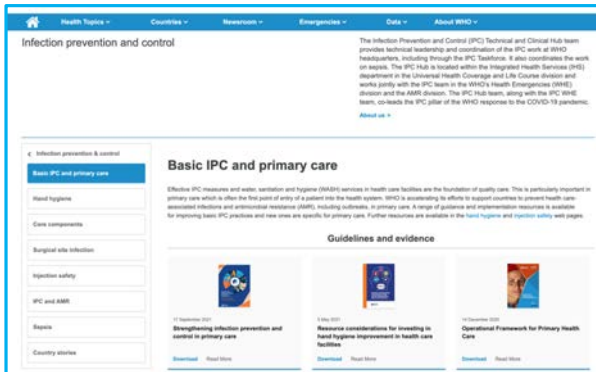 Health Topics
Countries
Newsroom
Emergencies
Data
About WHO
Infection prevention and control
The Infection Prevention and Control (IPC) Technical and Clinical Hub team
provides technical leadership and coordination of the IPC work at WHO
headquarters, including through the IPC Taskforce. It also coordinates the work
on sepsis. The IPC Hub is located within the Integrated Health Services (IHS)
department in the Universal Health Coverage and Life Course division and
works jointly with the IPC team in the WHO's Health Emergencies (WHE)
division and the AMR division. The IPC Hub team, along with the IPC WHE
team, co-leads the IPC pillar of the WHO response to the COVID-19 pandemic.
About us >
< Infection prevention & control
Basic IPC and primary care
Hand hygiene
Core components
Surgical site infection
Injection safety
IPC and AMR
Sepsis
Country stories
Basic IPC and primary care
Effective IPC measures and water, sanitation and hygiene (WASH) services in health care facilities are the foundation of quality care. This is particularly important in
primary care which is often the first point of entry of a patient into the health system. WHO is accelerating its efforts to support countries to prevent health care-
associated infections and antimicrobial resistance (AMR), including outbreaks, in primary care. A range of guidance and implementation resources is available
for improving basic IPC practices and new ones are specific for primary care. Further resources are available in the hand hygiene and injection safety web pages.
Guidelines and evidence
17 September 2021
Strengthening infection prevention and
control in primary care
Download Read More
5 May 2021
Resource considerations for investing in
hand hygiene improvement in health care
facilities
Download Read More
14 December 2020
Operational Framework for Primary Health
Care
Download Read More